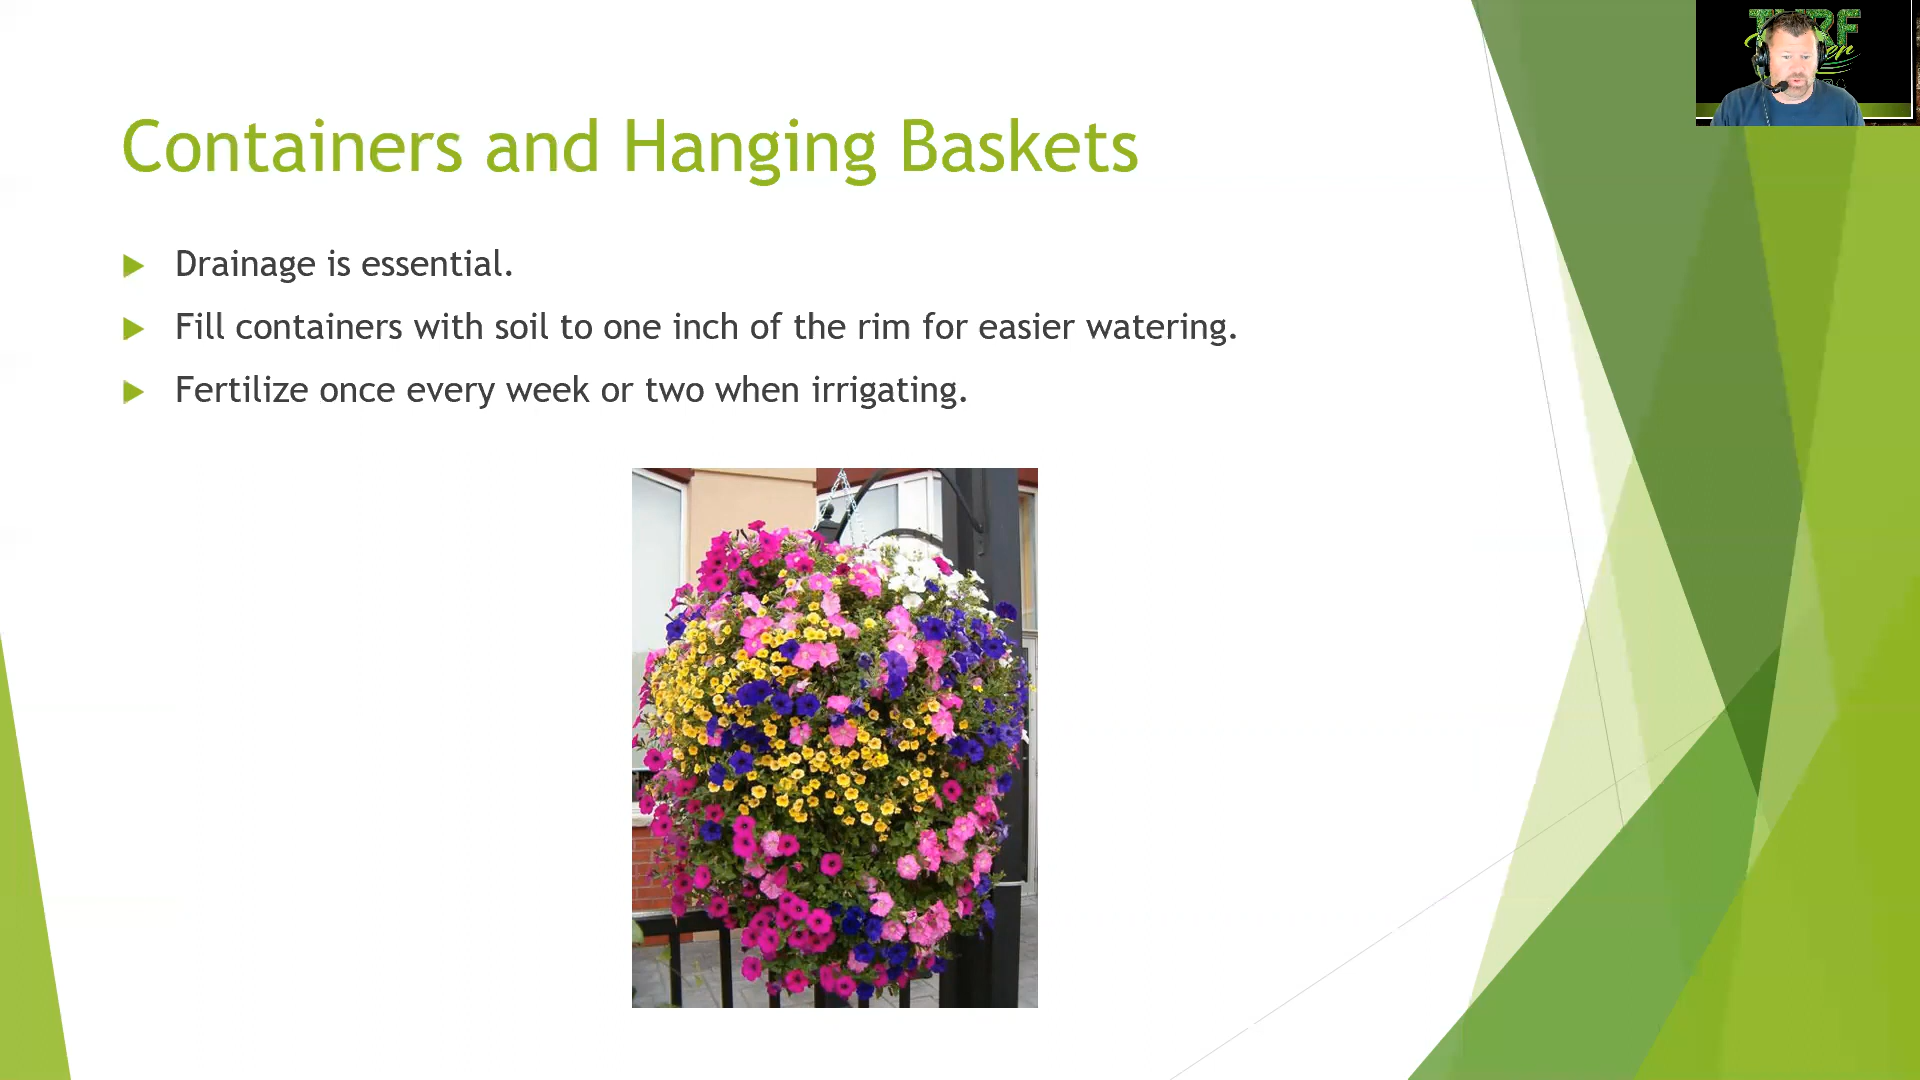 Containers and Hanging Baskets
Drainage is essential.
Fill containers with soil to one inch of the rim for easier watering.
Fertilize once every week or two when irrigating.